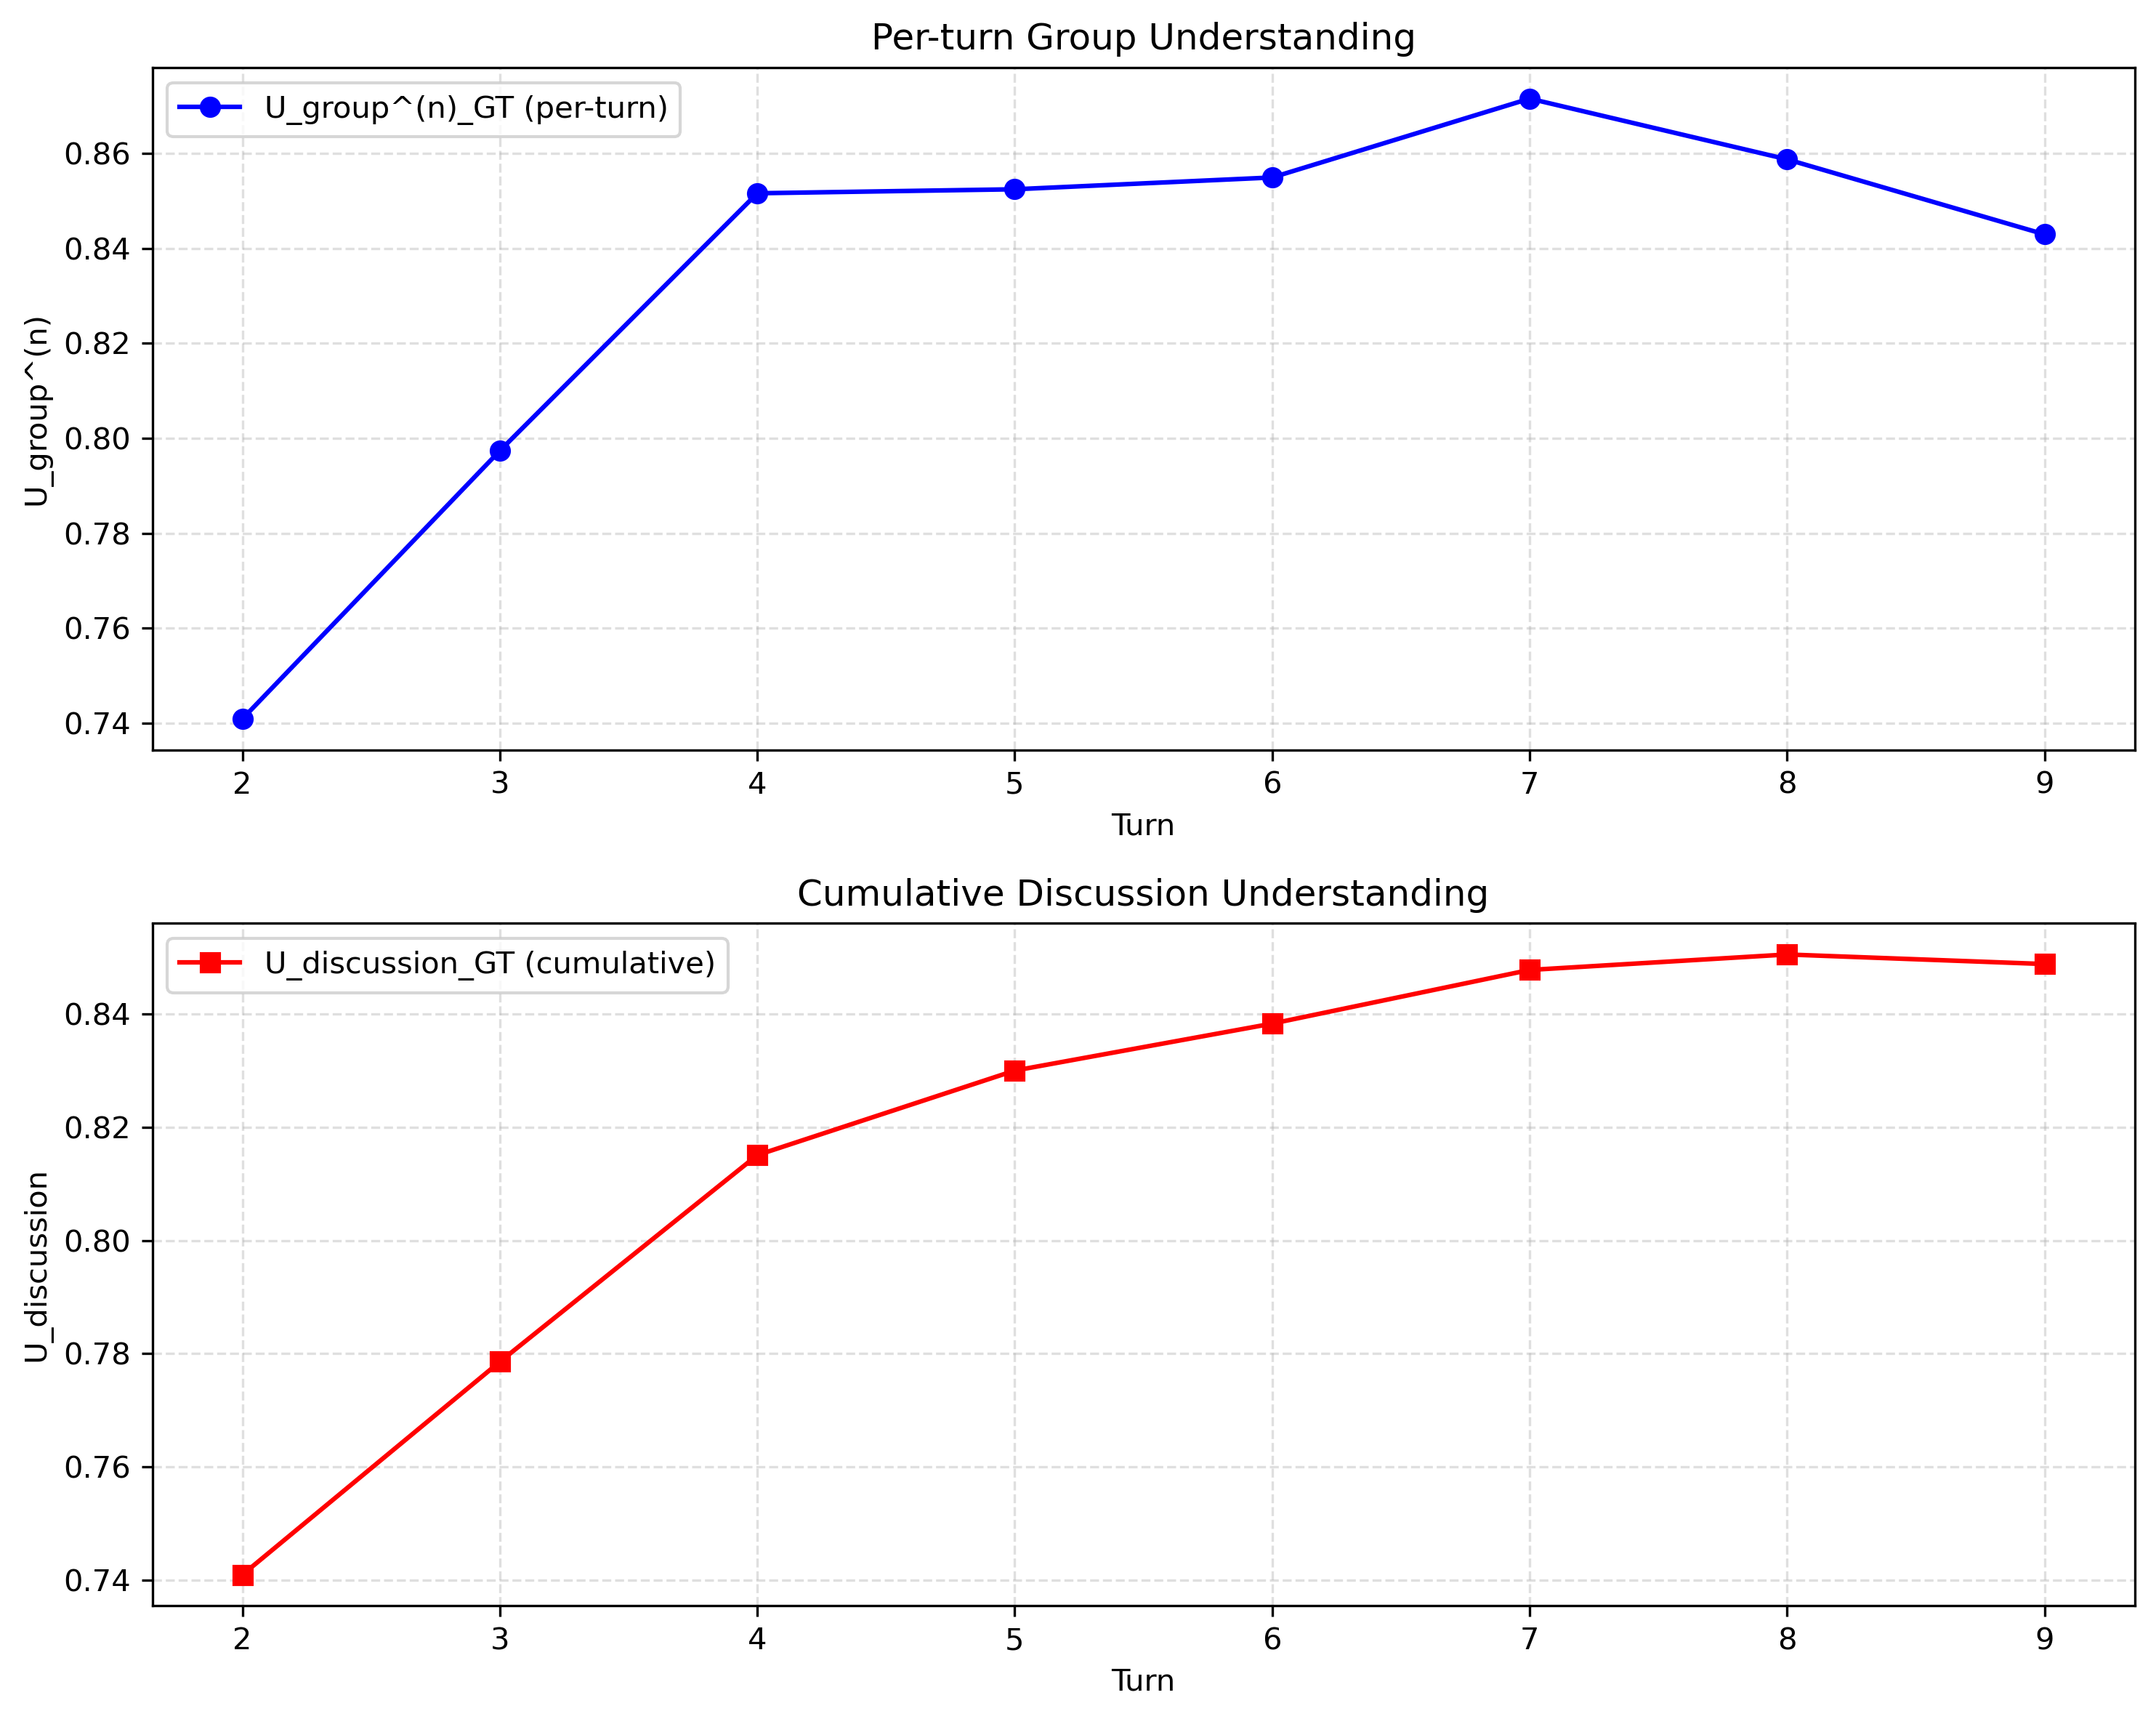 Per-turn Group Understanding
U_group^(n)_GT (per-turn)
U_group^(n)
0.86
0.84
0.82
0.80
0.78
0.76
0.74
2 3 4 5 6 7 8 9
Turn
Cumulative Discussion Understanding
U_discussion_GT (cumulative)
U_discussion
0.84
0.82
0.80
0.78
0.76
0.74
2 3 4 5 6 7 8 9
Turn